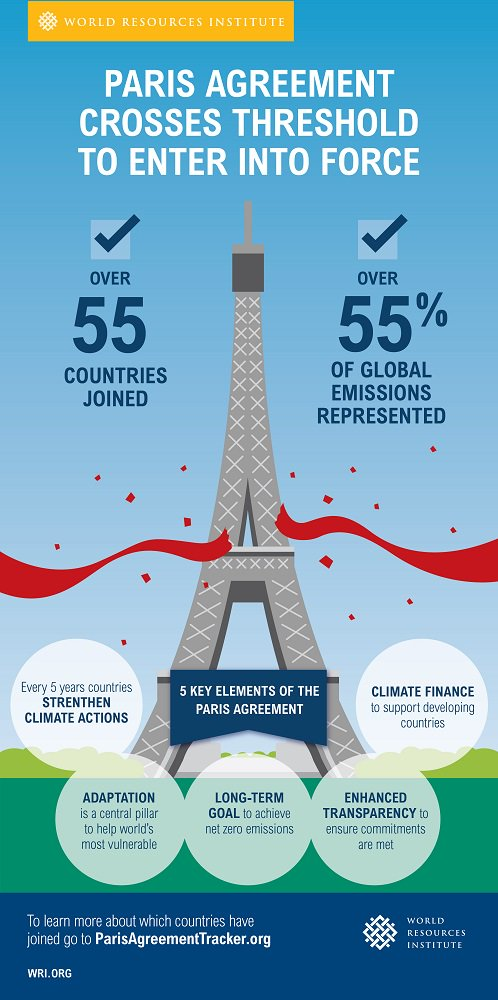 WORLD RESOURCES INSTITUTE
PARIS AGREEMENT
CROSSES THRESHOLD
TO ENTER INTO FORCE
OVER
55
COUNTRIES
JOINED
OVER
55%
OF GLOBAL
EMISSIONS
REPRESENTED
5 KEY ELEMENTS OF THE
PARIS AGREEMENT
Every 5 years countries
STRENTHEN
CLIMATE ACTIONS
ADAPTATION
is a central pillar
to help world's
most vulnerable
LONG-TERM
GOAL to achieve
net zero emissions
ENHANCED
TRANSPARENCY to
ensure commitments
are met
CLIMATE FINANCE
to support developing
countries
To learn more about which countries have
joined go to ParisAgreementTracker.org
WRI.ORG
WORLD
RESOURCES
INSTITUTE